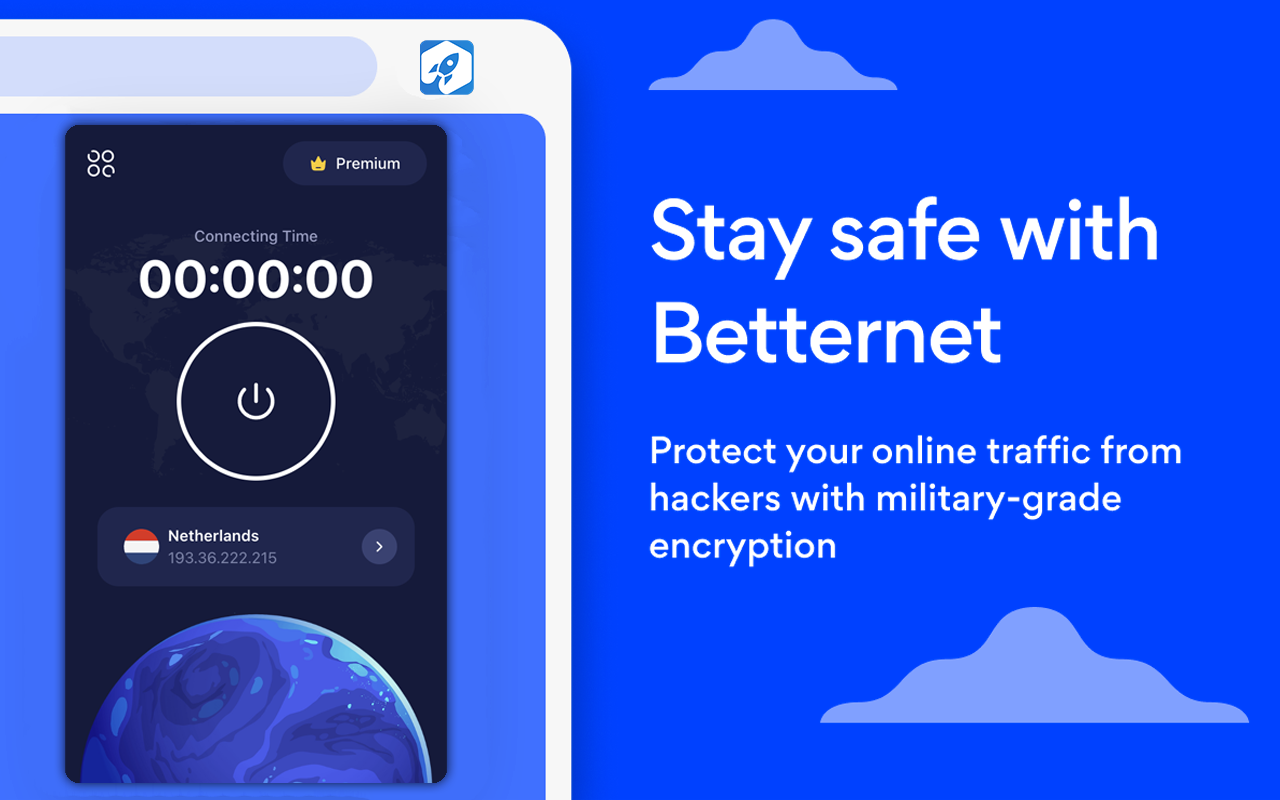 Premium
Connecting Time
00:00:00
Netherlands
193.36.222.215
Stay safe with
Betternet
Protect your online traffic from
hackers with military-grade
encryption